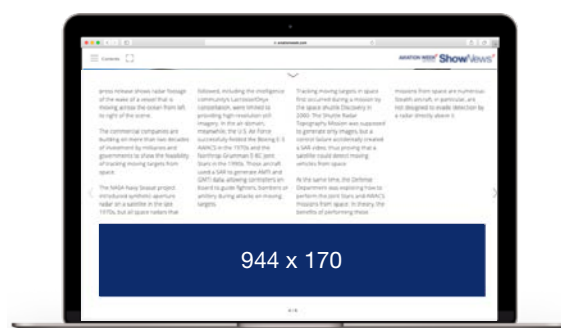 aviationweek.com
Contents
AVIATION WEEK ShowNews
press release shows radar footage
of the wake of a vessel that is
moving across the ocean from left
to right of the scene.
The commercial companies are
building on more than two decades
of investment by militaries and
governments to show the feasibility
of tracking moving targets from
space.
The NASA-Navy Seasat project
introduced synthetic-aperture
radar on a satellite in the late
1970s, but all space radars that
followed, including the intelligence
community's Lacrosse/Onyx
constellation, were limited to
providing high-resolution still
imagery. In the air domain,
meanwhile, the U.S. Air Force
successfully fielded the Boeing E-3
AWACS in the 1970s and the
Northrop Grumman E-8C Joint
Stars in the 1990s. Those aircraft
used a SAR to generate AMTI and
GMTI data, allowing controllers on
board to guide fighters, bombers or
artillery during attacks on moving
targets.
Tracking moving targets in space
first occurred during a mission by
the space shuttle Discovery in
2000. The Shuttle Radar
Topography Mission was supposed
to generate only images, but a
control failure accidentally created
a SAR video, thus proving that a
satellite could detect moving
vehicles from space.
At the same time, the Defense
Department was exploring how to
perform the Joint Stars and AWACS
missions from space. In theory, the
benefits of performing these
missions from space are numerous.
Stealth aircraft, in particular, are
not designed to evade detection by
a radar directly above it.
944 x 170